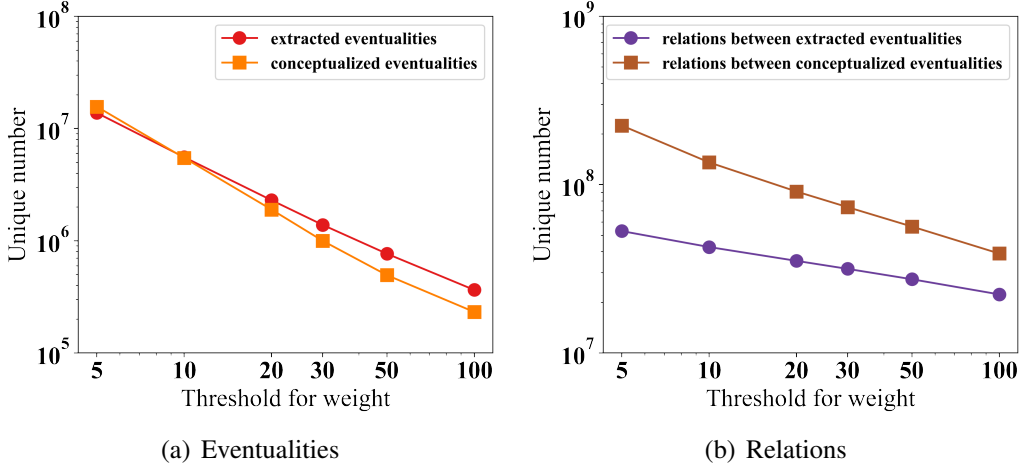 10^8
10^7
10^6
10^5
Unique number
extracted eventualities
conceptualized eventualities
5 10 20 30 50 100
Threshold for weight
(a) Eventualities
10^9
10^8
10^7
Unique number
relations between extracted eventualities
relations between conceptualized eventualities
5 10 20 30 50 100
Threshold for weight
(b) Relations